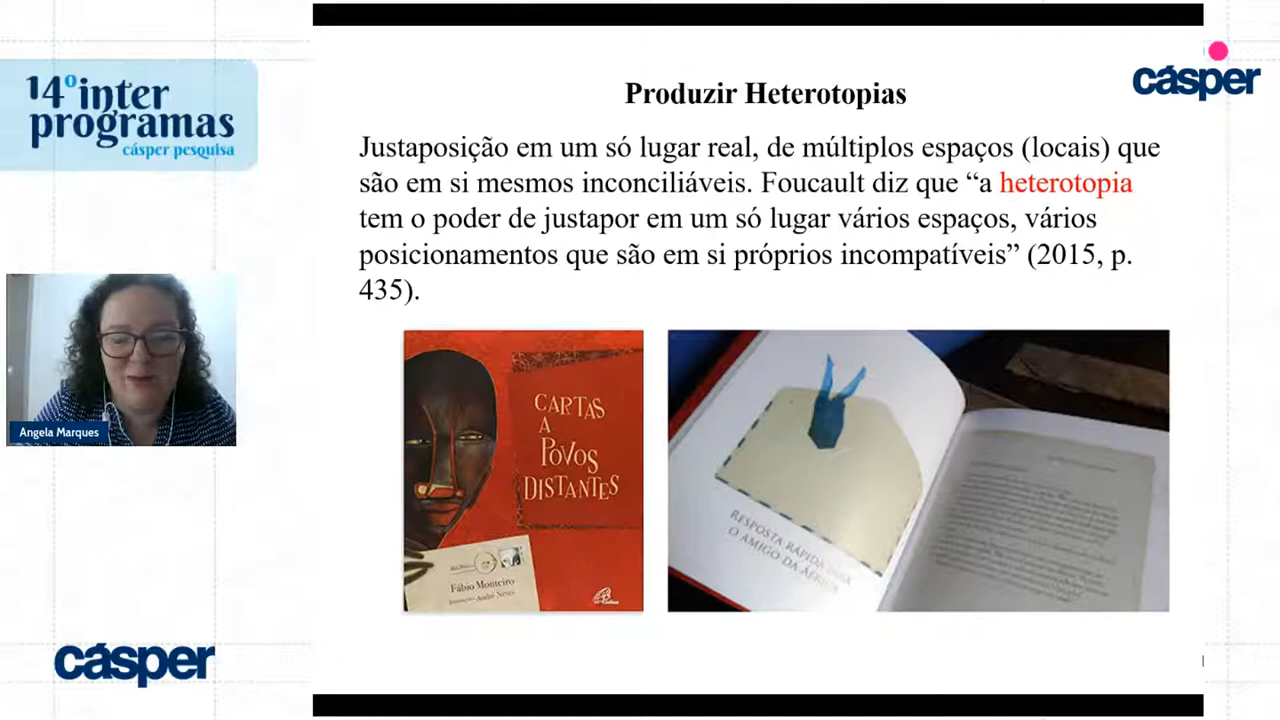 14º inter
programas
cásper pesquisa
cásper
Produzir Heterotopias
Justaposição em um só lugar real, de múltiplos espaços (locais) que
são em si mesmos inconciliáveis. Foucault diz que “a heterotopia
tem o poder de justapor em um só lugar vários espaços, vários
posicionamentos que são em si próprios incompatíveis” (2015, p.
435).
Angela Marques
CARTAS
A
POVOS
DISTANTES
Fábio Monteiro
André Neves
RESPOSTA RÁPIDA PARA
O AMIGO DA ÁFRICA
cásper